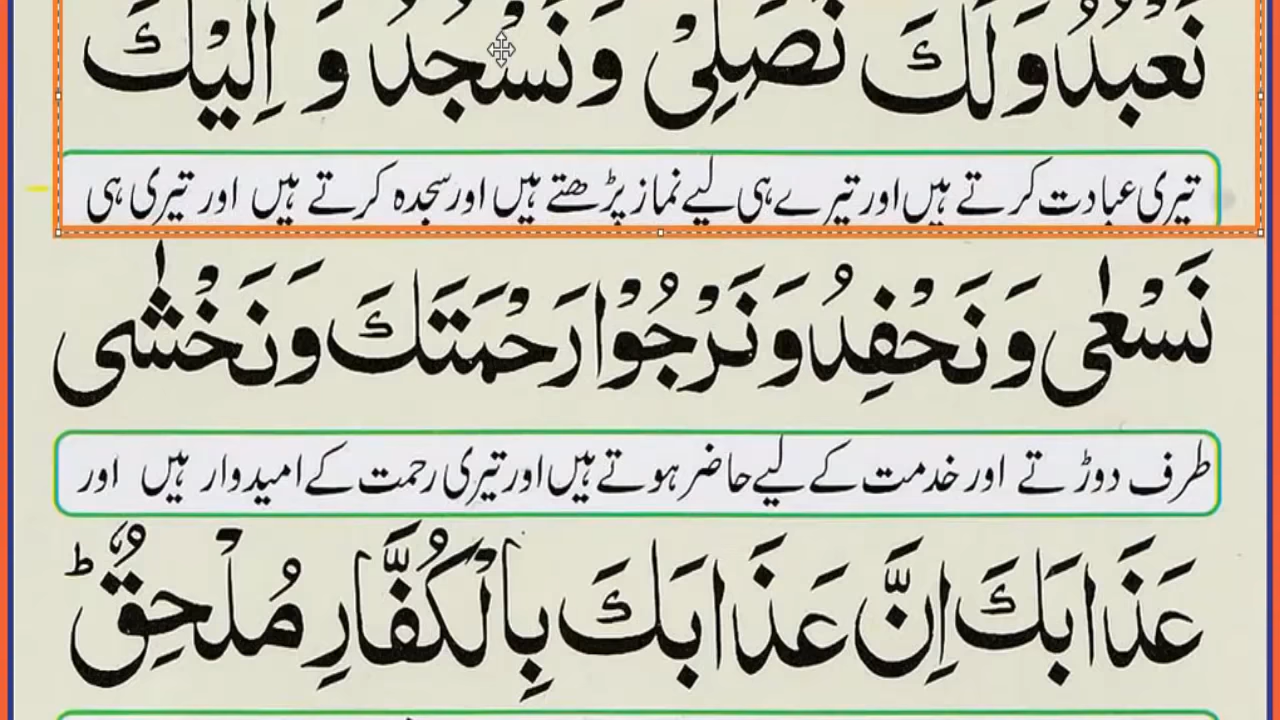 نَعْبُدُ وَلَكَ نُصَلِّیْ وَنَسْجُدُ وَ اِلَیْكَ
تیری عبادت کرتے ہیں اور تیرے ہی لیے نماز پڑھتے ہیں اور سجدہ کرتے ہیں اور تیری ہی
نَسْعٰی وَ نَحْفِدُ وَ نَرْجُوْا رَحْمَتَكَ وَ نَخْشٰی
طرف دوڑتے اور خدمت کے لیے حاضر ہوتے ہیں اور تیری رحمت کے امیدوار ہیں اور
عَذَابَكَ اِنَّ عَذَابَكَ بِالْكُفَّارِ مُلْحِقٌ ؕ